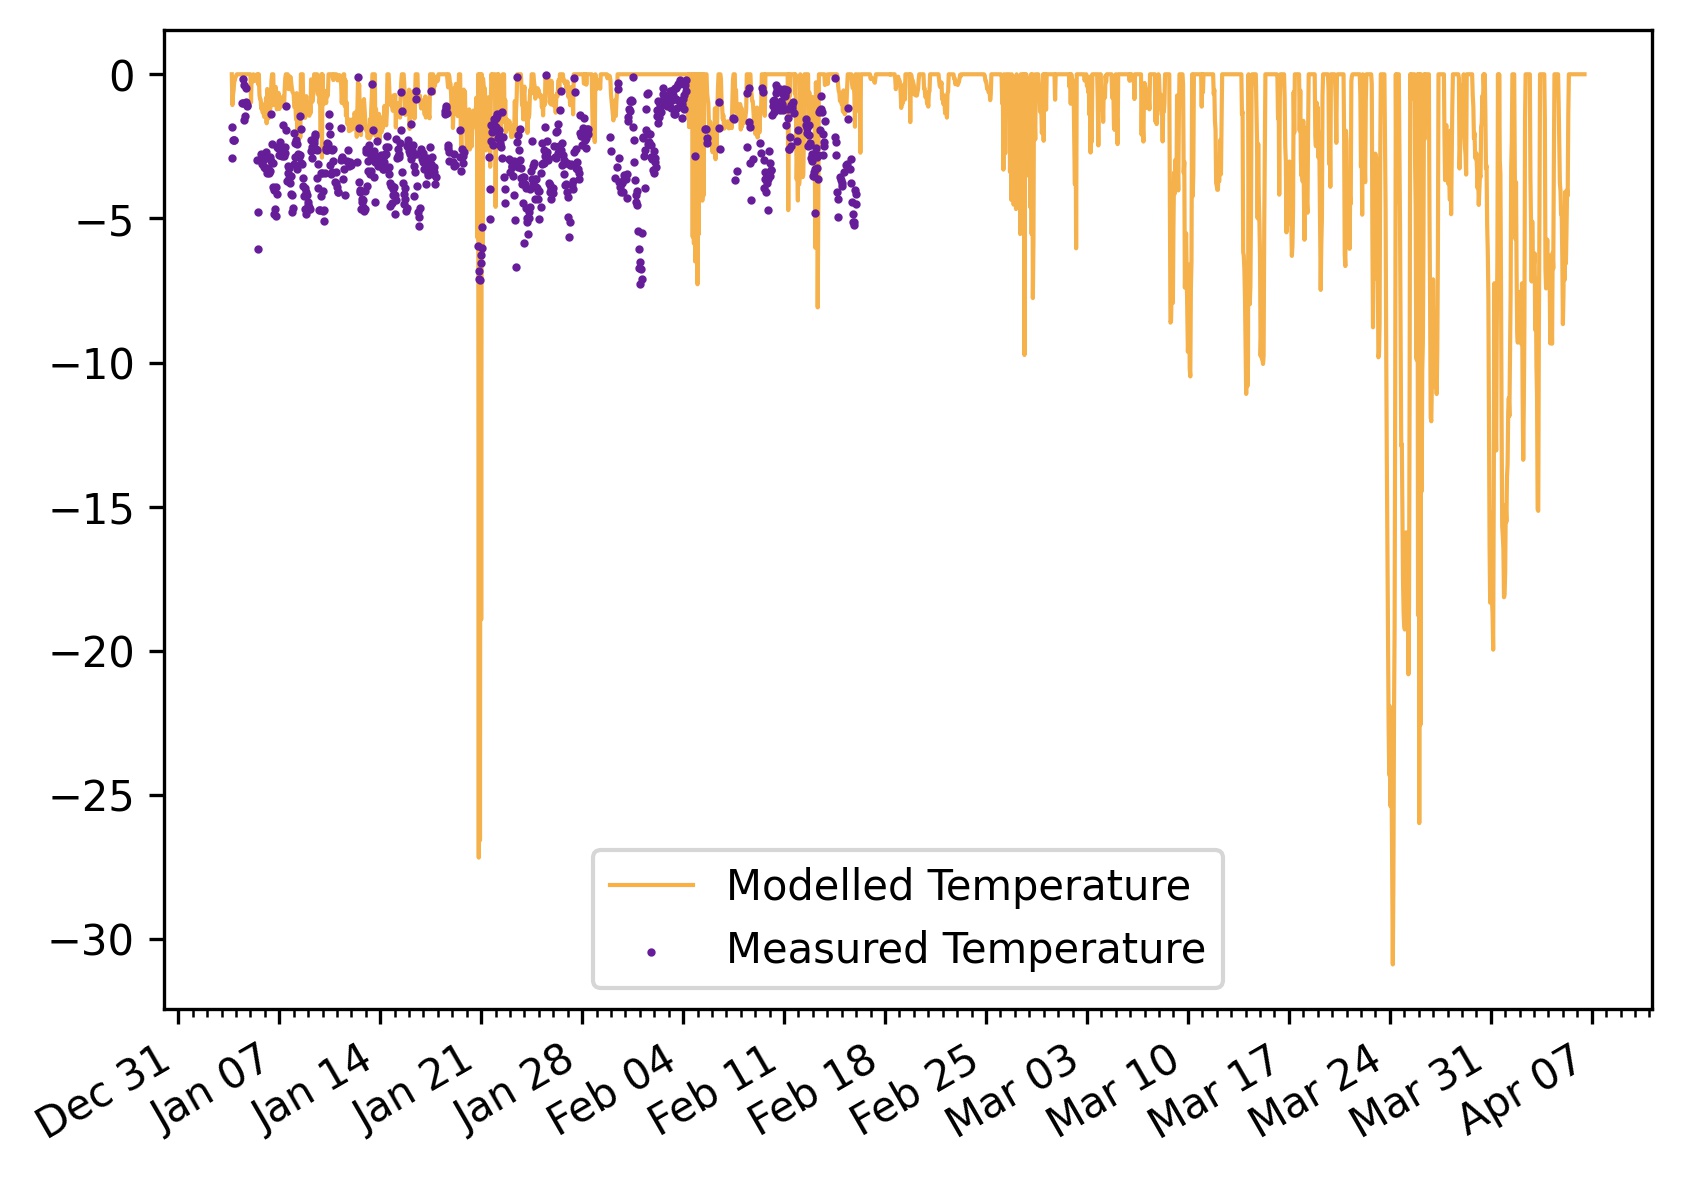 0
−5
−10
−15
−20
−25
−30
Modelled Temperature
Measured Temperature
Dec 31
Jan 07
Jan 14
Jan 21
Jan 28
Feb 04
Feb 11
Feb 18
Feb 25
Mar 03
Mar 10
Mar 17
Mar 24
Mar 31
Apr 07